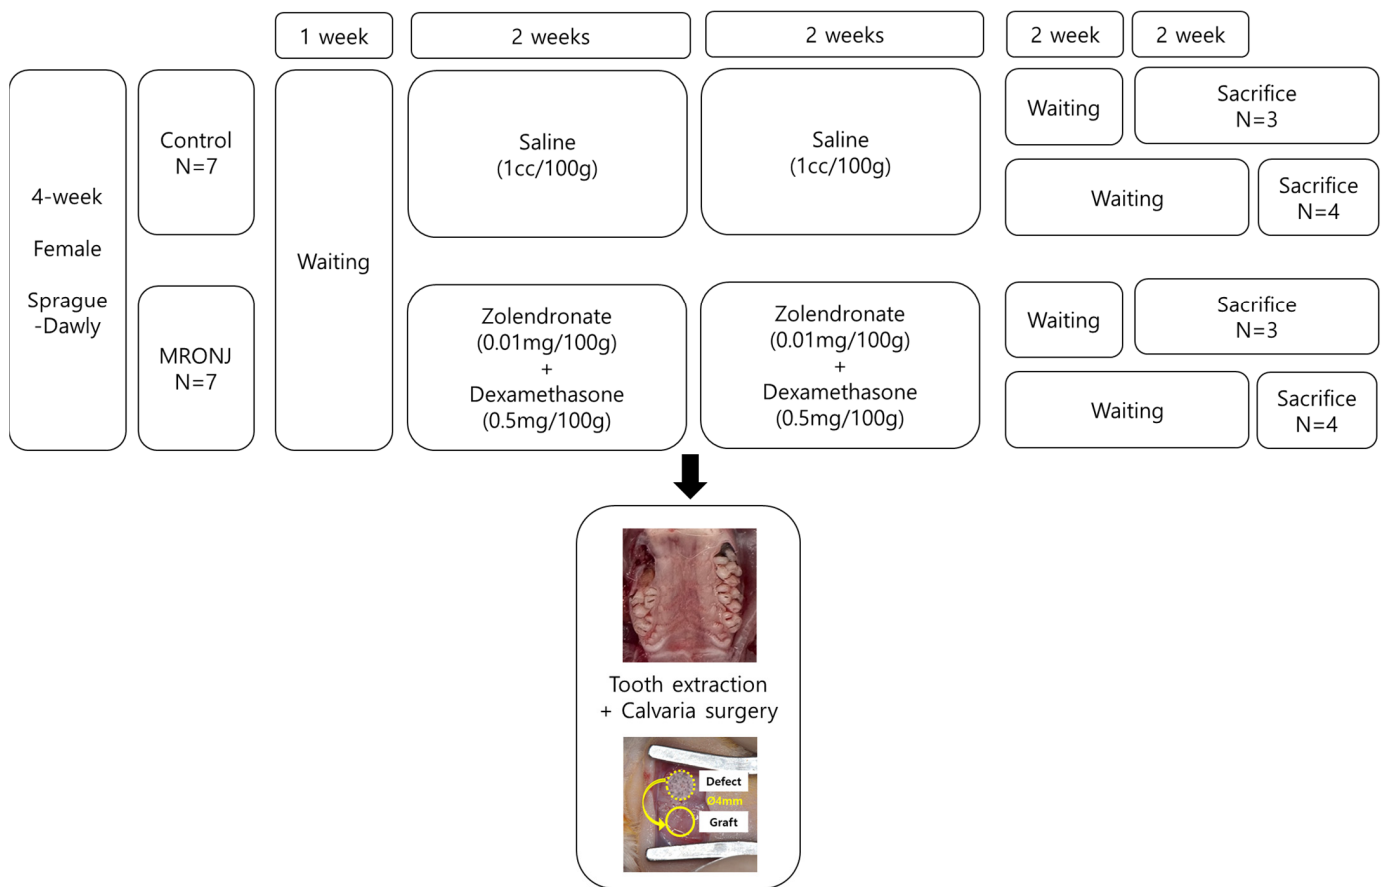 1 week
2 weeks
2 weeks
2 week
2 week
4-week
Female
Sprague
-Dawly
Control
N=7
MRONJ
N=7
Waiting
Saline
(1cc/100g)
Saline
(1cc/100g)
Waiting
Sacrifice
N=3
Waiting
Sacrifice
N=4
Zolendronate
(0.01mg/100g)
+
Dexamethasone
(0.5mg/100g)
Zolendronate
(0.01mg/100g)
+
Dexamethasone
(0.5mg/100g)
Waiting
Sacrifice
N=3
Waiting
Sacrifice
N=4
Tooth extraction
+ Calvaria surgery
Defect
Ø4mm
Graft